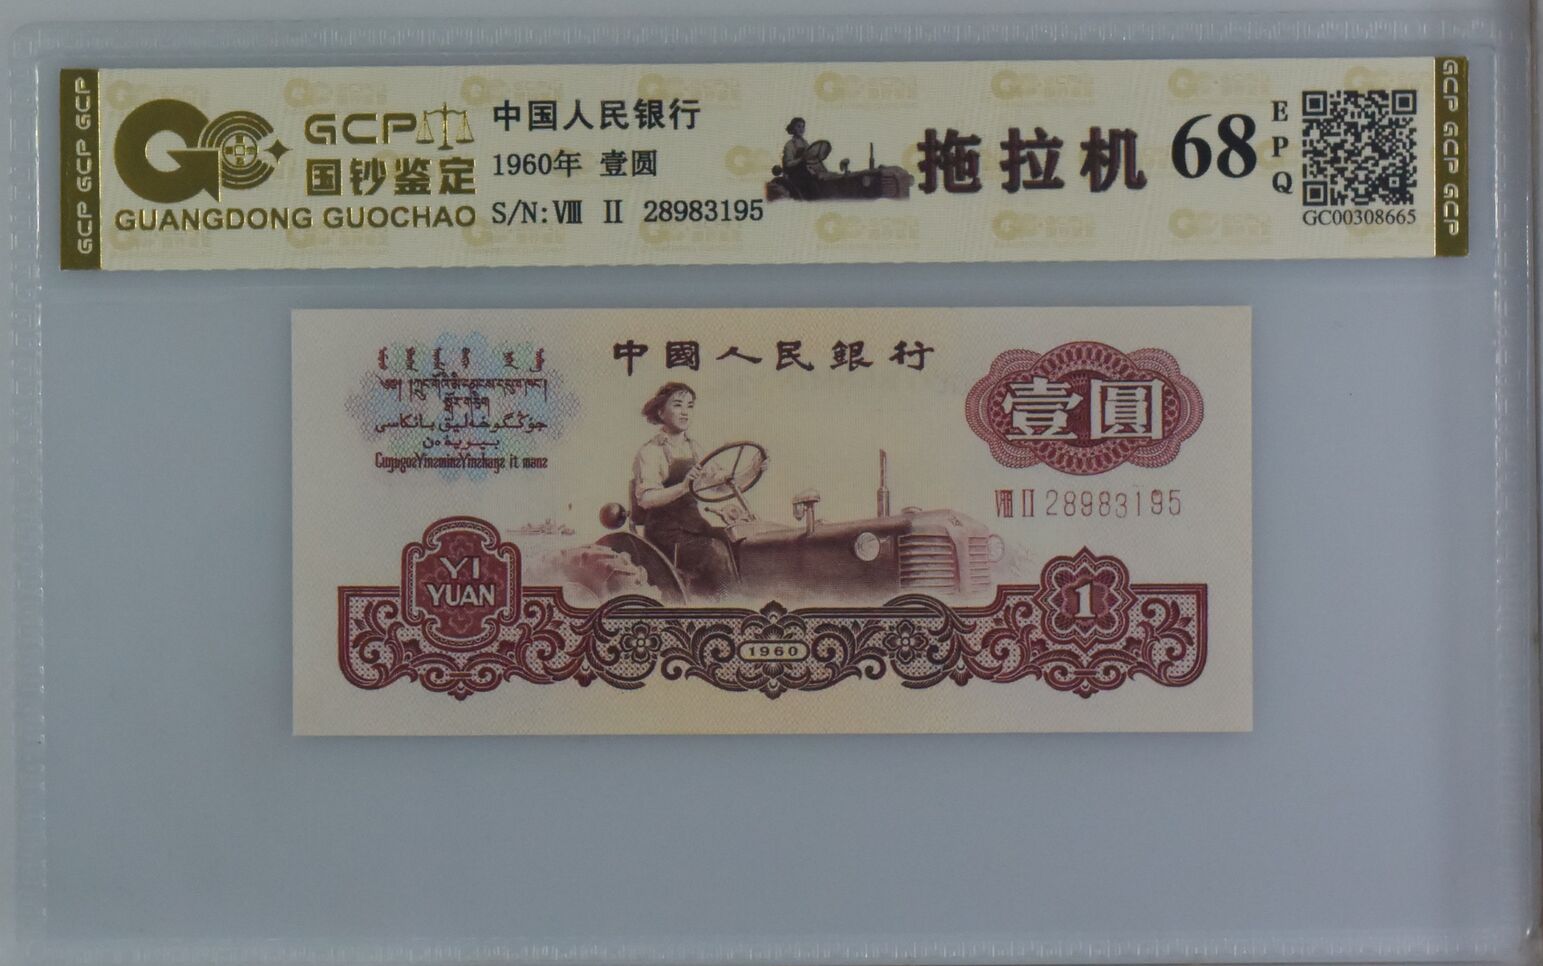 GCP GCP GCP
GCP
国钞鉴定
GUANGDONG GUOCHAO
中国人民银行
1960年 壹圆
S/N:Ⅷ Ⅱ 28983195
拖拉机
68
EPQ
GC00308665
GCP GCP GCP
中國人民銀行
壹圓
Ⅷ Ⅱ 28983195
YI
YUAN
1960
1